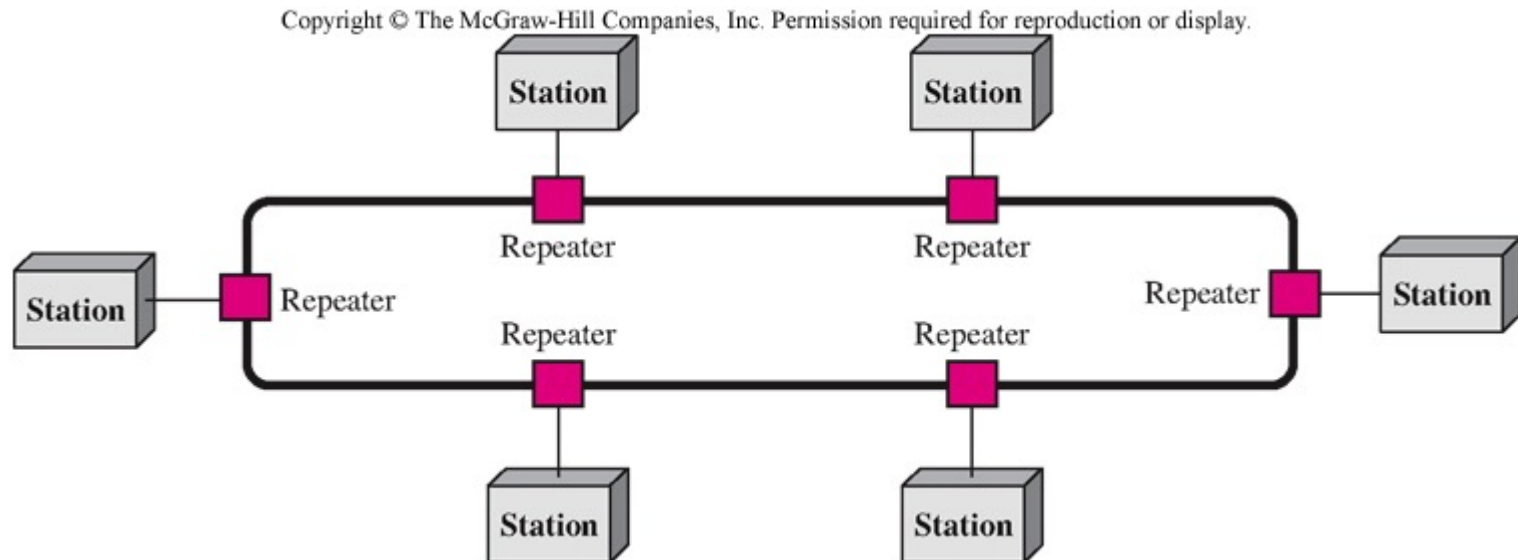 Copyright © The McGraw-Hill Companies, Inc. Permission required for reproduction or display.
Station
Station
Repeater
Repeater
Station
Repeater
Repeater
Station
Repeater
Repeater
Station
Station